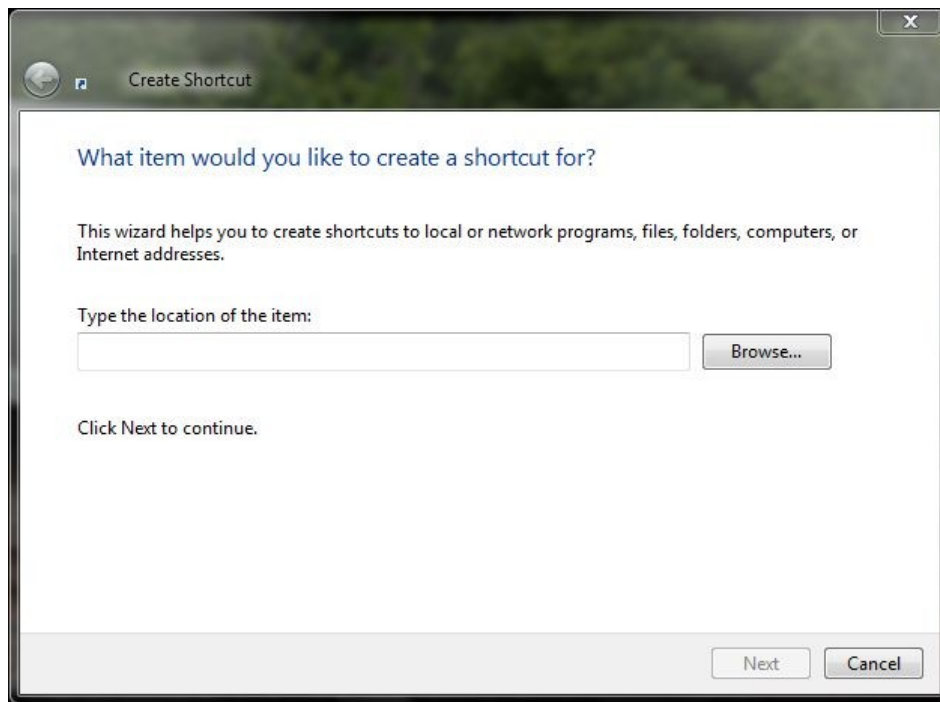 X
Create Shortcut
What item would you like to create a shortcut for?
This wizard helps you to create shortcuts to local or network programs, files, folders, computers, or
Internet addresses.
Type the location of the item:
Browse...
Click Next to continue.
Next Cancel